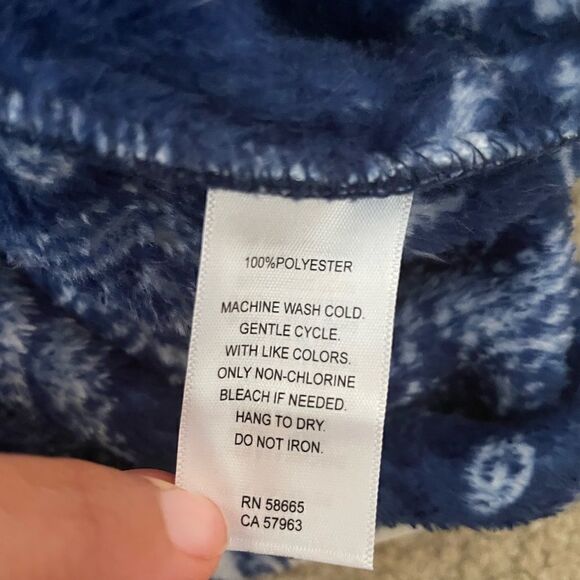 100%POLYESTER
MACHINE WASH COLD.
GENTLE CYCLE.
WITH LIKE COLORS.
ONLY NON-CHLORINE
BLEACH IF NEEDED.
HANG TO DRY.
DO NOT IRON.
RN 58665
CA 57963